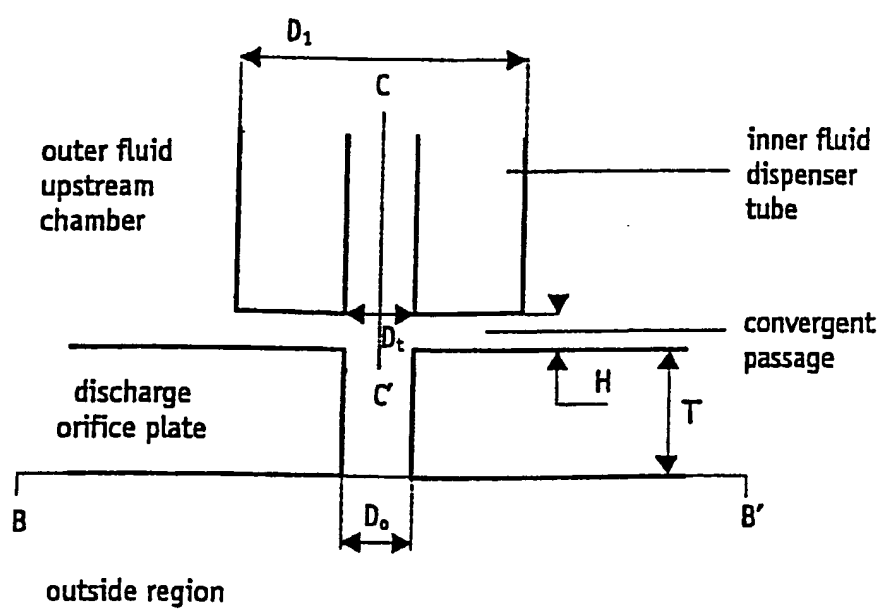 D₁
C
outer fluid
upstream
chamber
inner fluid
dispenser
tube
Dₜ
convergent
passage
C'
H
T
discharge
orifice plate
B
Dₒ
B'
outside region